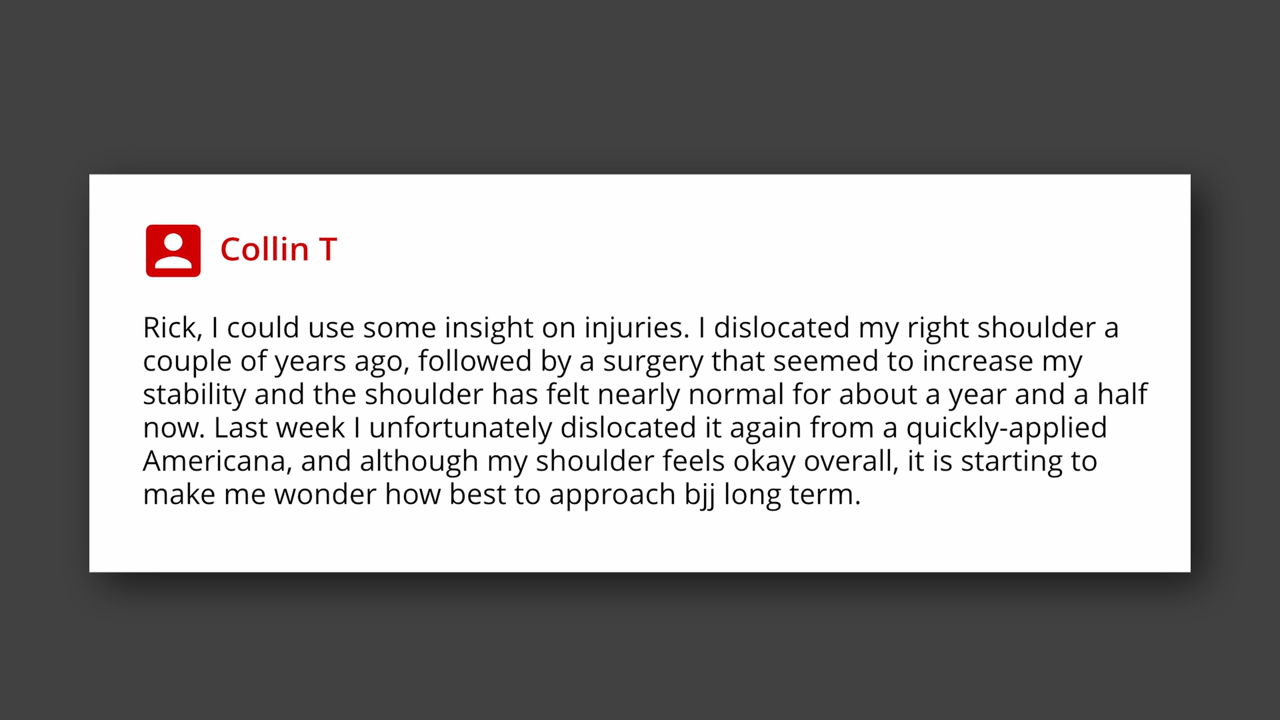 Collin T
Rick, I could use some insight on injuries. I dislocated my right shoulder a
couple of years ago, followed by a surgery that seemed to increase my
stability and the shoulder has felt nearly normal for about a year and a half
now. Last week I unfortunately dislocated it again from a quickly-applied
Americana, and although my shoulder feels okay overall, it is starting to
make me wonder how best to approach bjj long term.